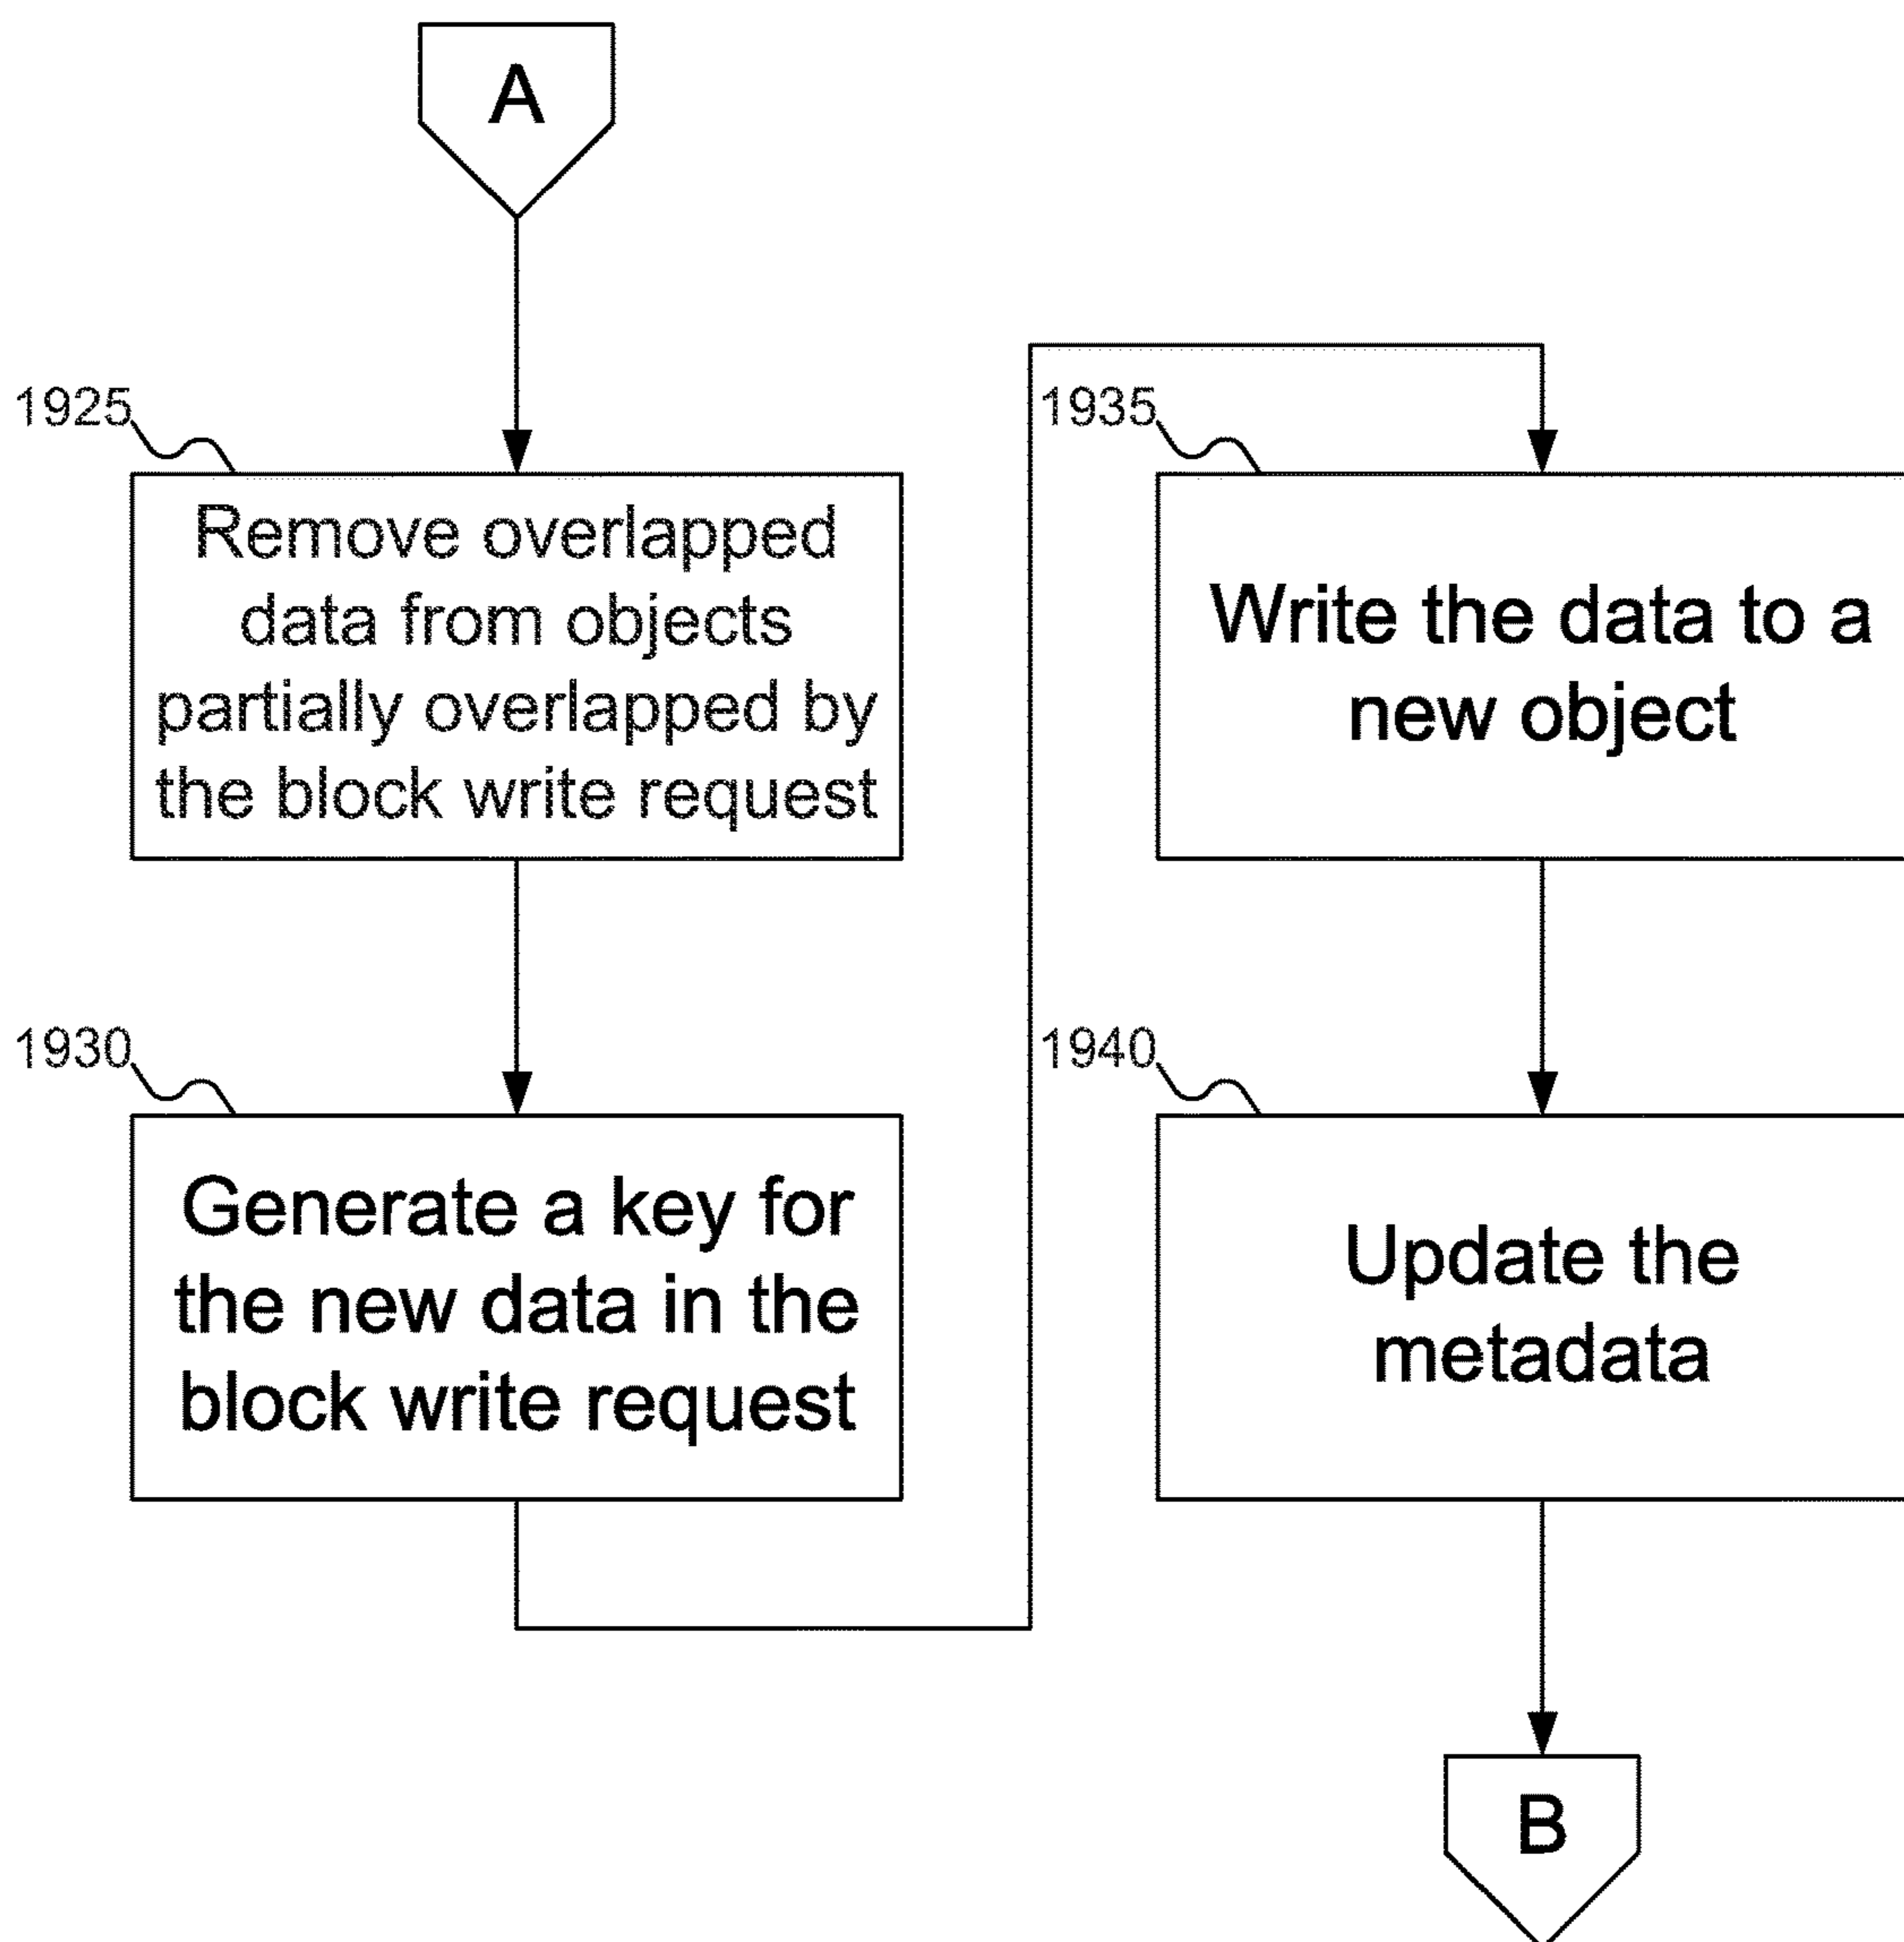 A
1925
Remove overlapped
data from objects
partially overlapped by
the block write request
1930
Generate a key for
the new data in the
block write request
1935
Write the data to a
new object
1940
Update the
metadata
B